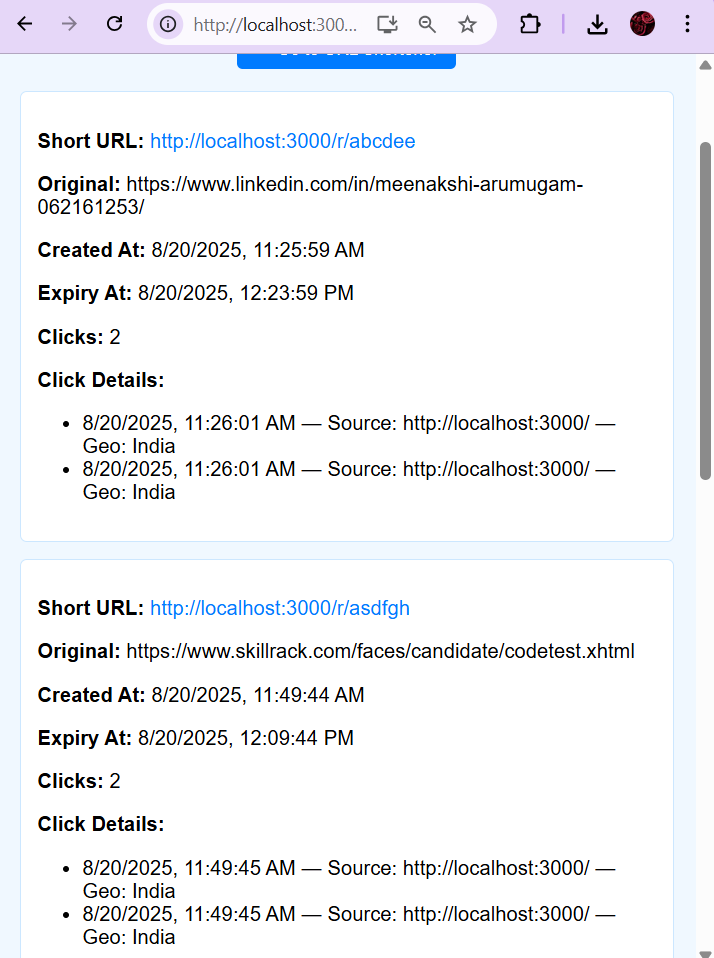 http://localhost:300...
Short URL: http://localhost:3000/r/abcdee
Original: https://www.linkedin.com/in/meenakshi-arumugam-
062161253/
Created At: 8/20/2025, 11:25:59 AM
Expiry At: 8/20/2025, 12:23:59 PM
Clicks: 2
Click Details:
• 8/20/2025, 11:26:01 AM — Source: http://localhost:3000/ —
Geo: India
• 8/20/2025, 11:26:01 AM — Source: http://localhost:3000/ —
Geo: India
Short URL: http://localhost:3000/r/asdfgh
Original: https://www.skillrack.com/faces/candidate/codetest.xhtml
Created At: 8/20/2025, 11:49:44 AM
Expiry At: 8/20/2025, 12:09:44 PM
Clicks: 2
Click Details:
• 8/20/2025, 11:49:45 AM — Source: http://localhost:3000/ —
Geo: India
• 8/20/2025, 11:49:45 AM — Source: http://localhost:3000/ —
Geo: India